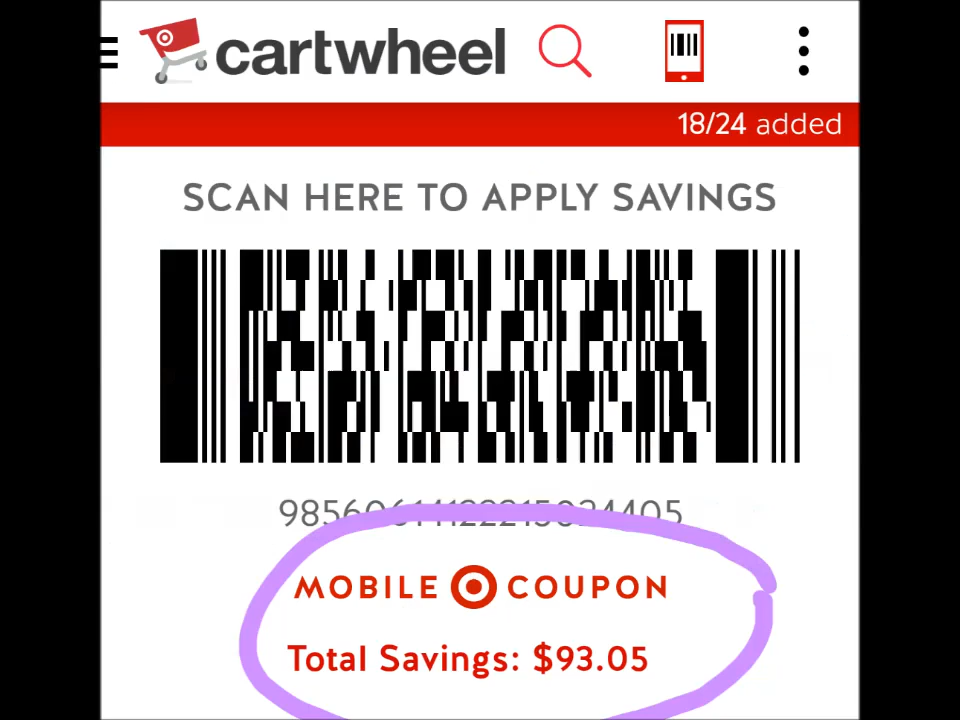 cartwheel
18/24 added
SCAN HERE TO APPLY SAVINGS
MOBILE COUPON
Total Savings: $93.05